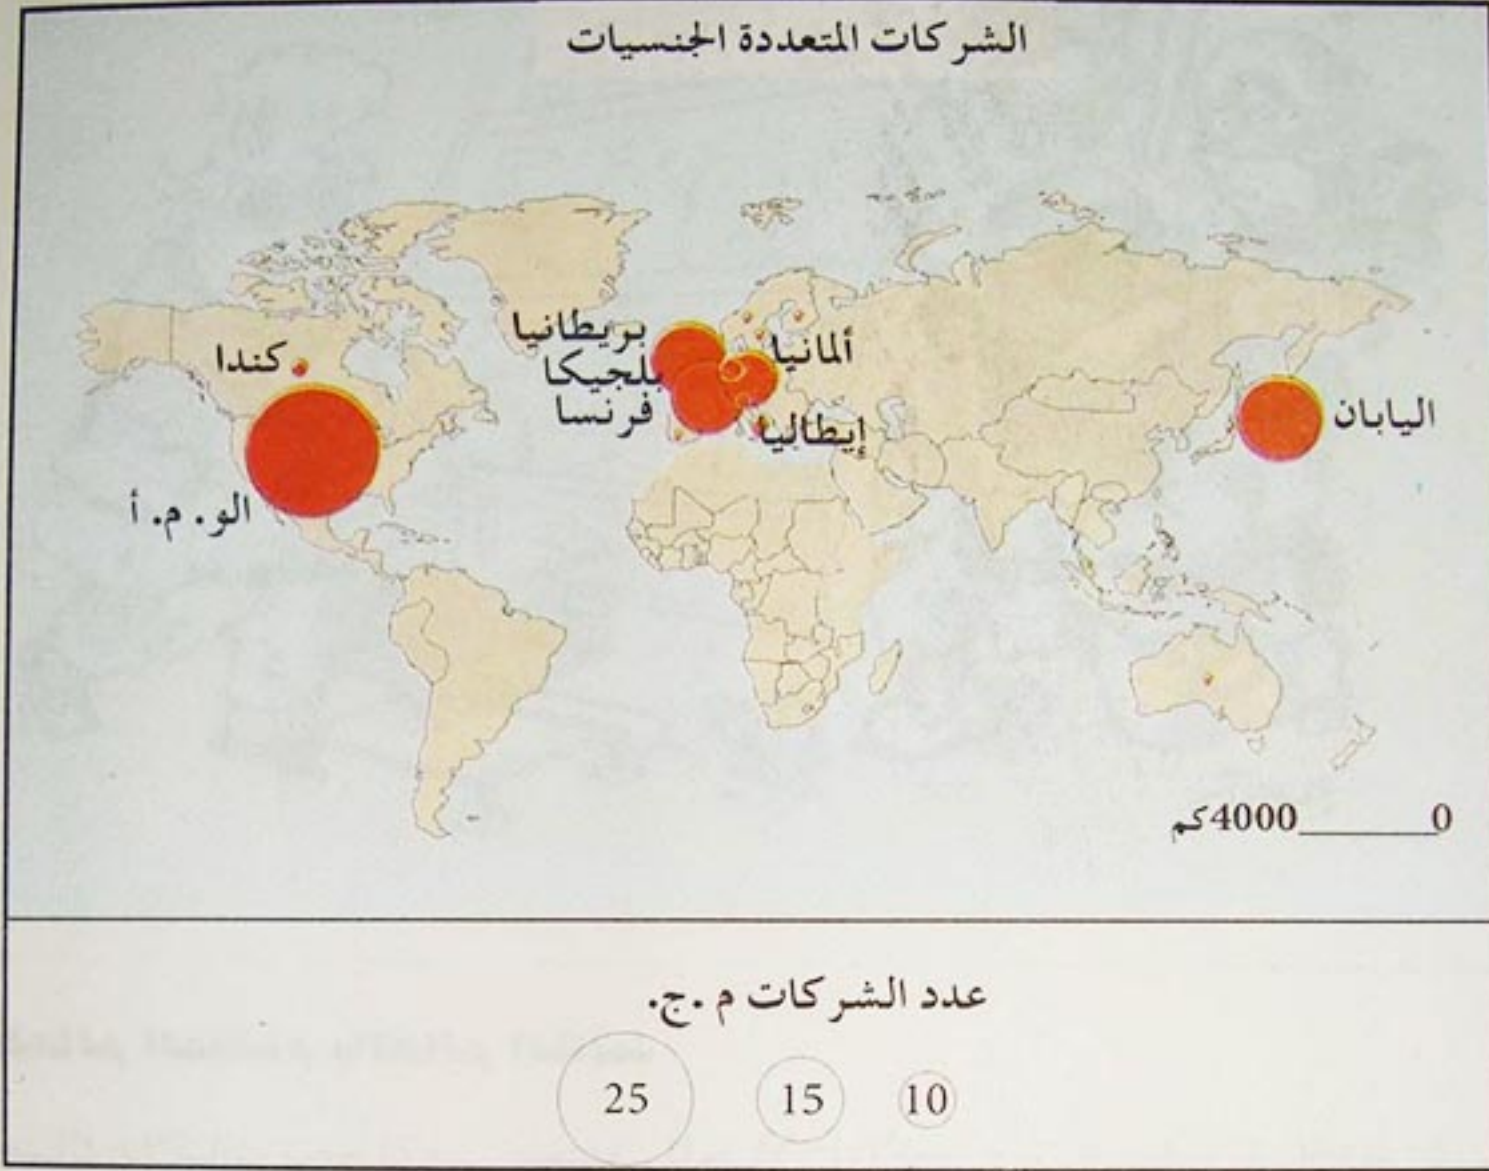 الشركات المتعددة الجنسيات
بريطانيا
ألمانيا
كندا
بلجيكا
فرنسا
إيطاليا
اليابان
الو. م. أ
4000كم 0
عدد الشركات م.ج.
25 15 10